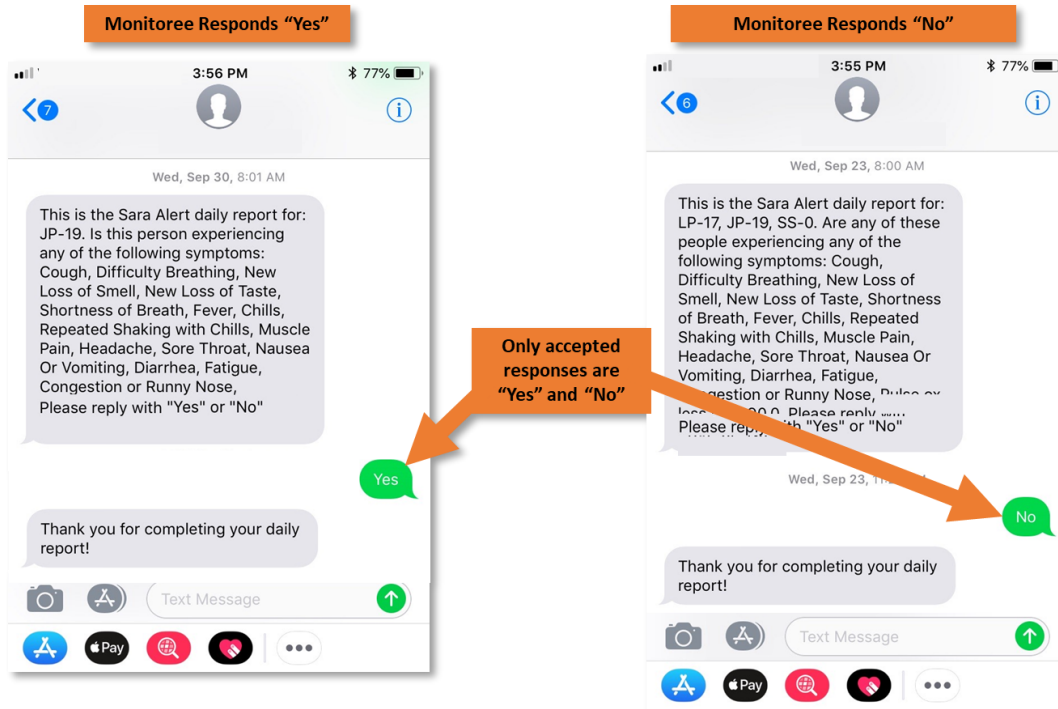 Monitoree Responds “Yes”
3:56 PM
77%
7
i
Wed, Sep 30, 8:01 AM
This is the Sara Alert daily report for:
JP-19. Is this person experiencing
any of the following symptoms:
Cough, Difficulty Breathing, New
Loss of Smell, New Loss of Taste,
Shortness of Breath, Fever, Chills,
Repeated Shaking with Chills, Muscle
Pain, Headache, Sore Throat, Nausea
Or Vomiting, Diarrhea, Fatigue,
Congestion or Runny Nose,
Please reply with "Yes" or "No"
Yes
Thank you for completing your daily
report!
Text Message
Pay
Only accepted
responses are
“Yes” and “No”
Monitoree Responds “No”
3:55 PM
77%
6
i
Wed, Sep 23, 8:00 AM
This is the Sara Alert daily report for:
LP-17, JP-19, SS-0. Are any of these
people experiencing any of the
following symptoms: Cough,
Difficulty Breathing, New Loss of
Smell, New Loss of Taste, Shortness
of Breath, Fever, Chills, Repeated
Shaking with Chills, Muscle Pain,
Headache, Sore Throat, Nausea Or
Vomiting, Diarrhea, Fatigue,
or Runny Nose,
Please reply
Please "Yes" or "No"
Wed, Sep 23,
No
Thank you for completing your daily
report!
Text Message
Pay